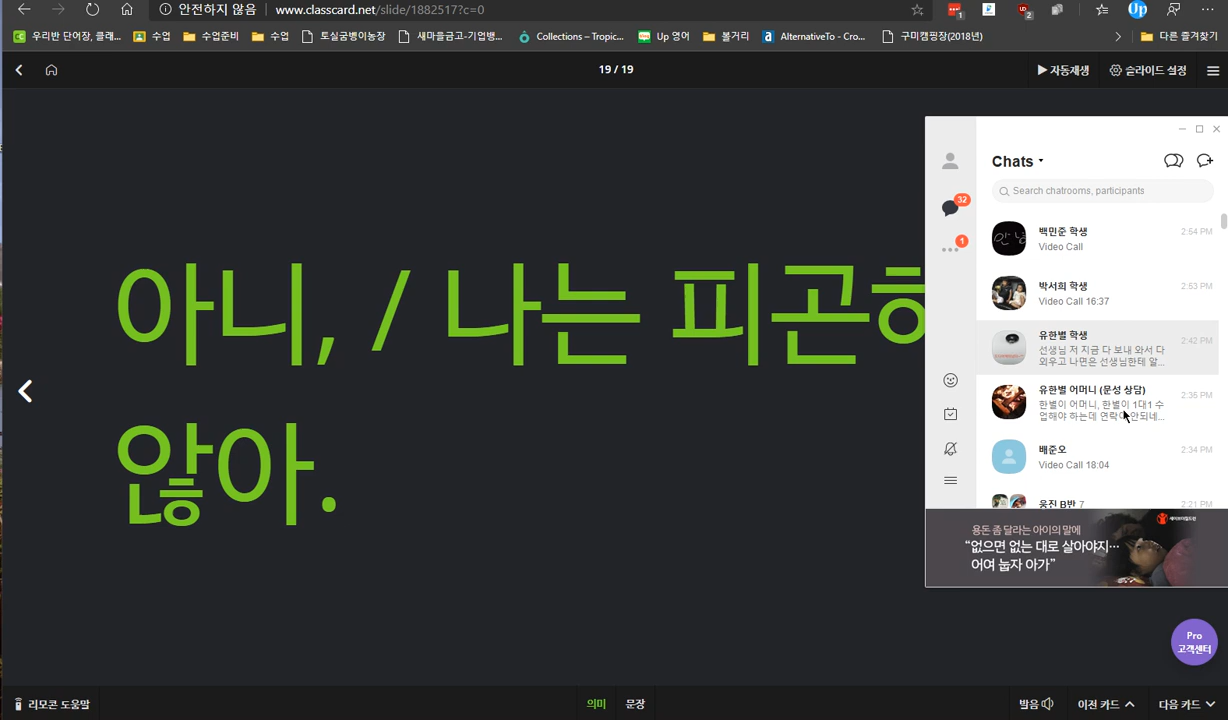 안전하지 않음
www.classcard.net/slide/1882517?c=0
우리반 단어장, 클래...
수업
수업준비
수업
토실궁뱅이농장
새마을금고-기업뱅...
Collections – Tropic...
Up 영어
볼거리
AlternativeTo - Cro...
구미캠핑장(2018년)
다른 즐겨찾기
19 / 19
자동재생
슬라이드 설정
아니, / 나는 피곤하
않아.
Chats
Search chatrooms, participants
32
1
백민준 학생
2:54 PM
Video Call
박서희 학생
2:53 PM
Video Call 16:37
유한별 학생
2:42 PM
선생님 저 지금 다 보내 와서 다
외우고 나면은 선생님한테 알...
유한별 어머니 (문성 상담)
2:35 PM
한별이 어머니, 한별이 1대1 수
업해야 하는데 연락이 안되네...
배준오
2:34 PM
Video Call 18:04
웅진 B반 7
2:21 PM
용돈 좀 달라는 아이의 말에
세이브더칠드런
“없으면 없는 대로 살아야지…
어여 눕자 아가”
Pro
고객센터
리모콘 도움말
의미
문장
발음
이전 카드
다음 카드